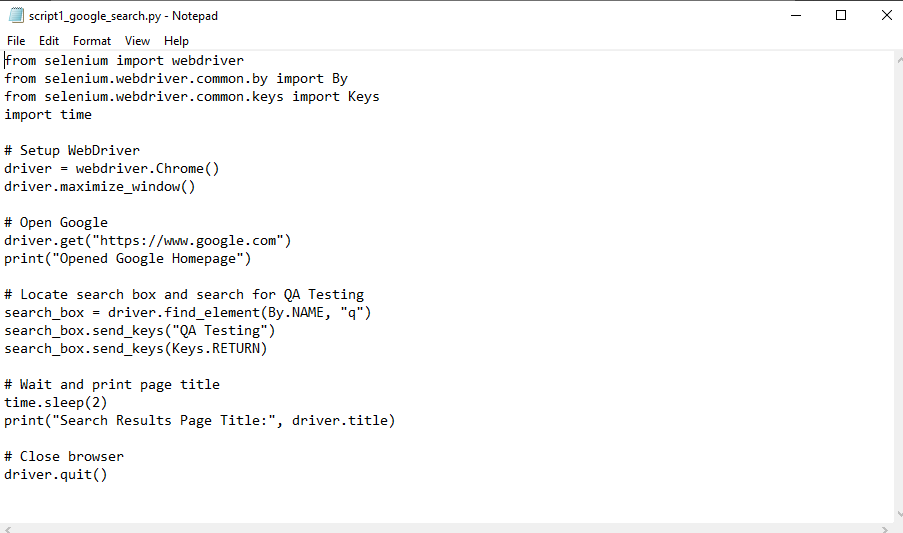 script1_google_search.py - Notepad
File Edit Format View Help
from selenium import webdriver
from selenium.webdriver.common.by import By
from selenium.webdriver.common.keys import Keys
import time

# Setup WebDriver
driver = webdriver.Chrome()
driver.maximize_window()

# Open Google
driver.get("https://www.google.com")
print("Opened Google Homepage")

# Locate search box and search for QA Testing
search_box = driver.find_element(By.NAME, "q")
search_box.send_keys("QA Testing")
search_box.send_keys(Keys.RETURN)

# Wait and print page title
time.sleep(2)
print("Search Results Page Title:", driver.title)

# Close browser
driver.quit()